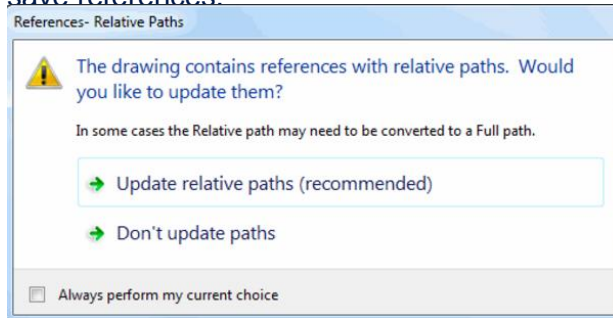 save references.
References- Relative Paths
The drawing contains references with relative paths. Would
you like to update them?
In some cases the Relative path may need to be converted to a Full path.
Update relative paths (recommended)
Don't update paths
Always perform my current choice